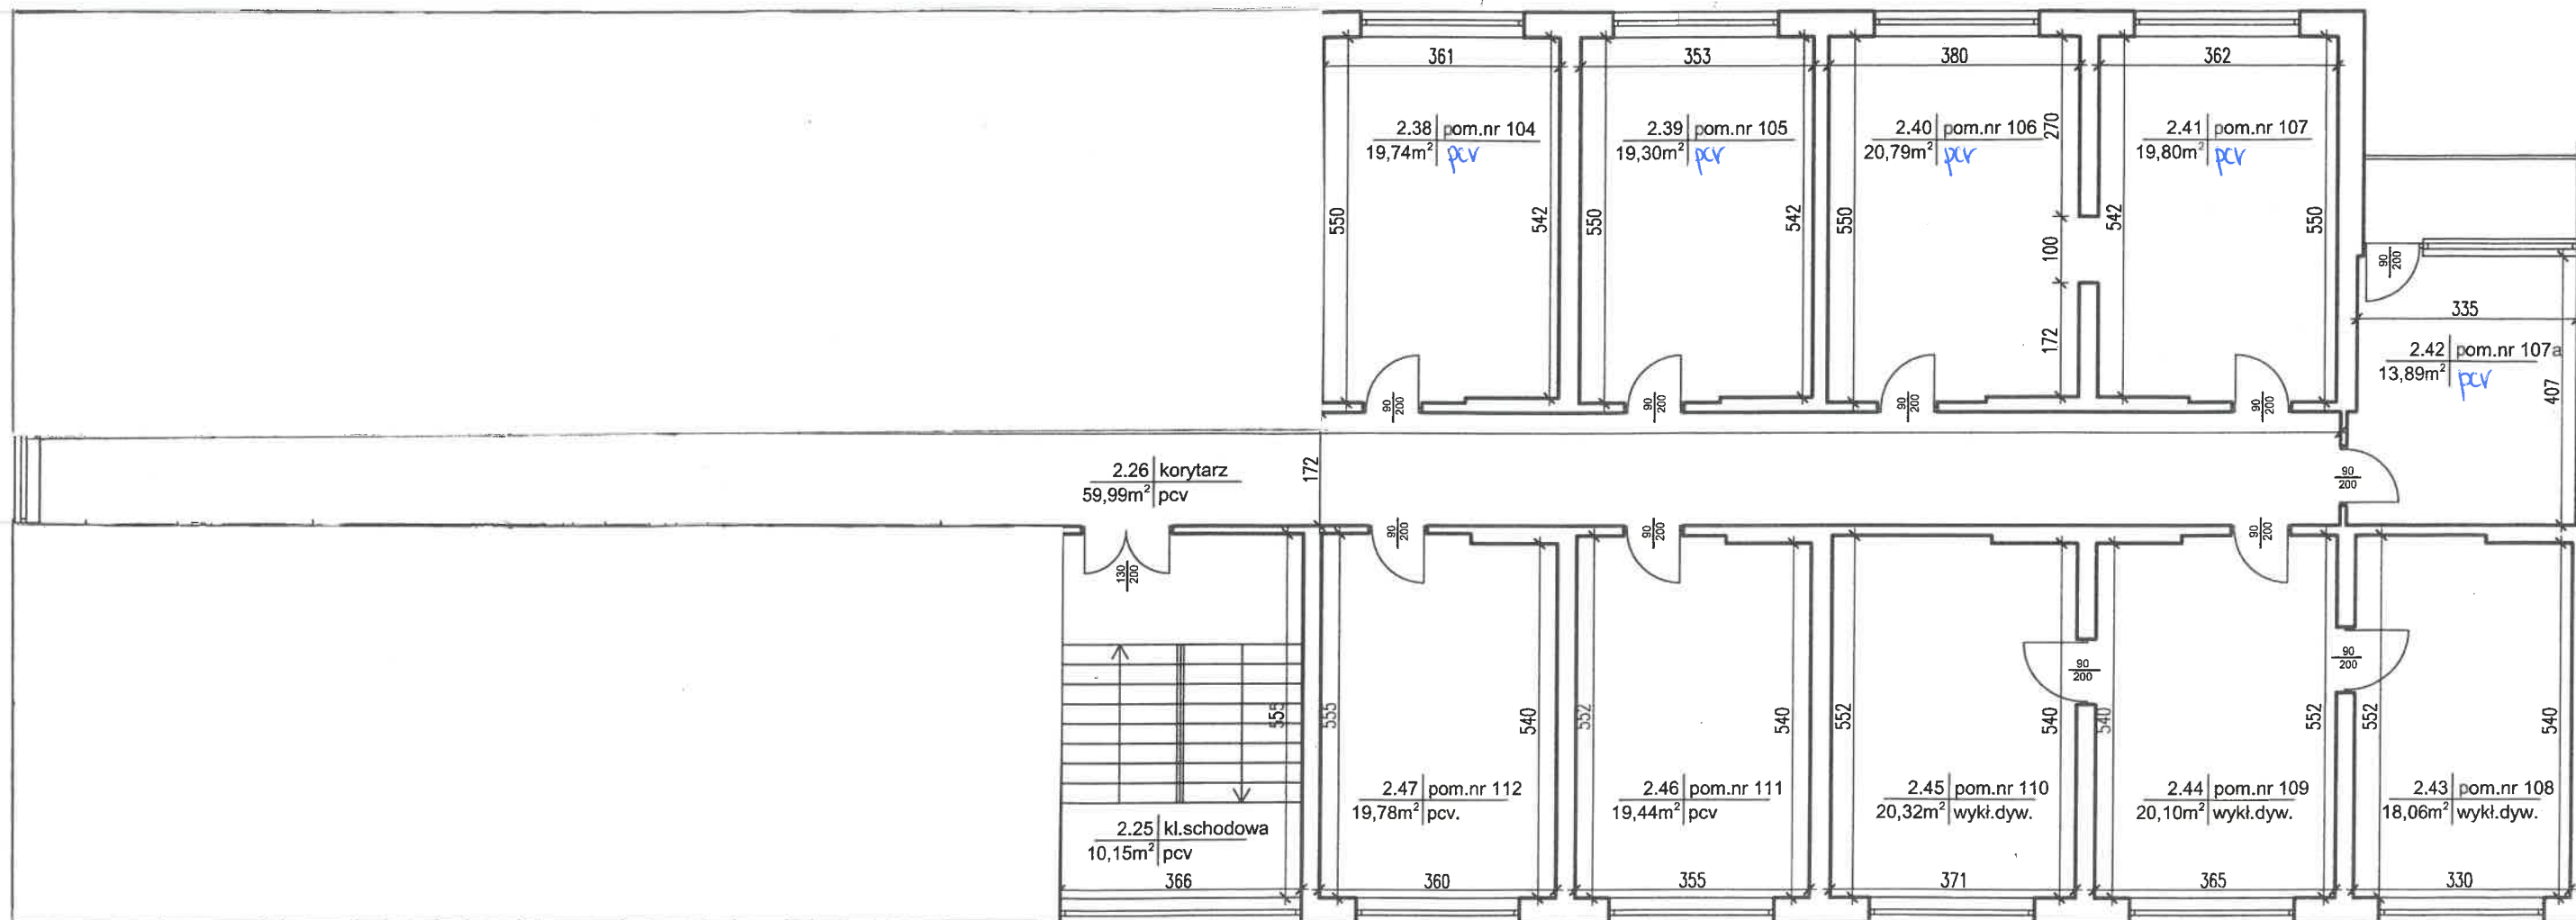 361
353
380
362
2.38 pom.nr 104
19,74m² pcv
2.39 pom.nr 105
19,30m² pcv
2.40 pom.nr 106
20,79m² pcv
2.41 pom.nr 107
19,80m² pcv
270
550
542
550
542
550
100
542
550
172
90
200
335
2.42 pom.nr 107a
13,89m² pcv
407
90
200
90
200
90
200
90
200
2.26 korytarz
59,99m² pcv
172
90
200
130
200
90
200
90
200
90
200
90
200
90
200
555
555
540
552
540
552
540
540
552
552
540
2.47 pom.nr 112
19,78m² pcv.
2.46 pom.nr 111
19,44m² pcv
2.45 pom.nr 110
20,32m² wykł.dyw.
2.44 pom.nr 109
20,10m² wykł.dyw.
2.43 pom.nr 108
18,06m² wykł.dyw.
2.25 kl.schodowa
10,15m² pcv
366
360
355
371
365
330